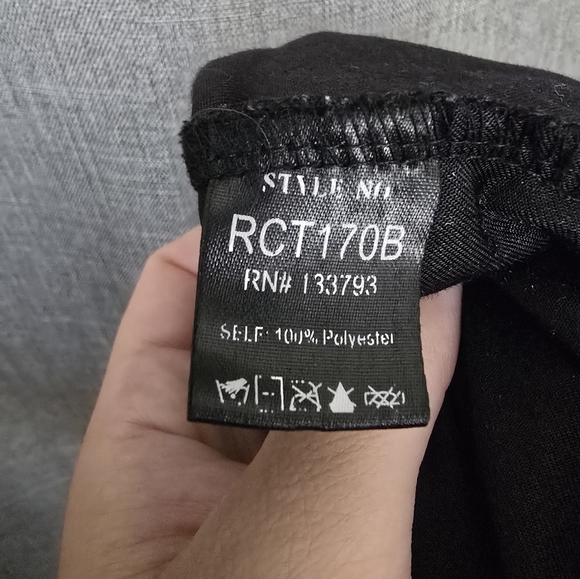 STYLE NO
RCT170B
RN# 133793
SELF: 100% Polyester